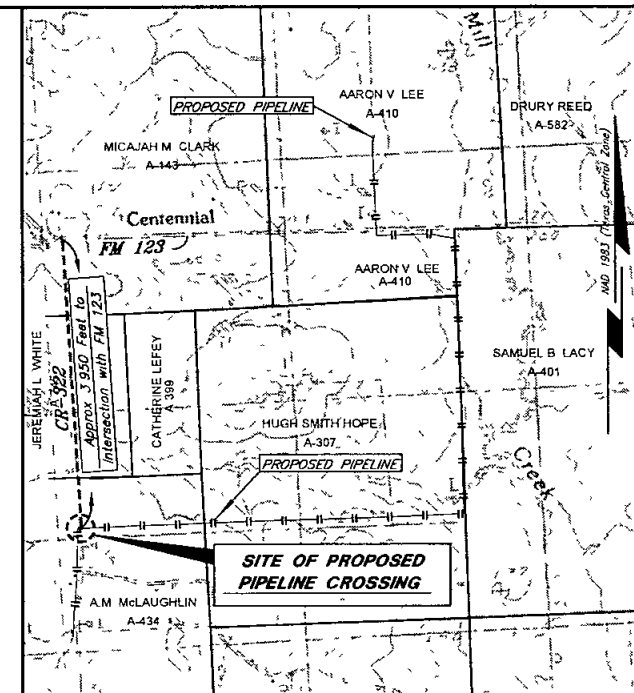 Mill
AARON V LEE
A-410
PROPOSED PIPELINE
DRURY REED
A-582
MICAJAH M CLARK
A-143
NAD 1983 (Texas Central Zone)
Centennial
FM 123
AARON V LEE
A-410
JEREMIAH L WHITE
CR-322
Approx 3 950 Feet to
Intersection with FM 123
CATHERINE LEFEY
A 399
SAMUEL B LACY
A-401
HUGH SMITH HOPE
A-307
PROPOSED PIPELINE
Creek
SITE OF PROPOSED
PIPELINE CROSSING
A.M McLAUGHLIN
A-434